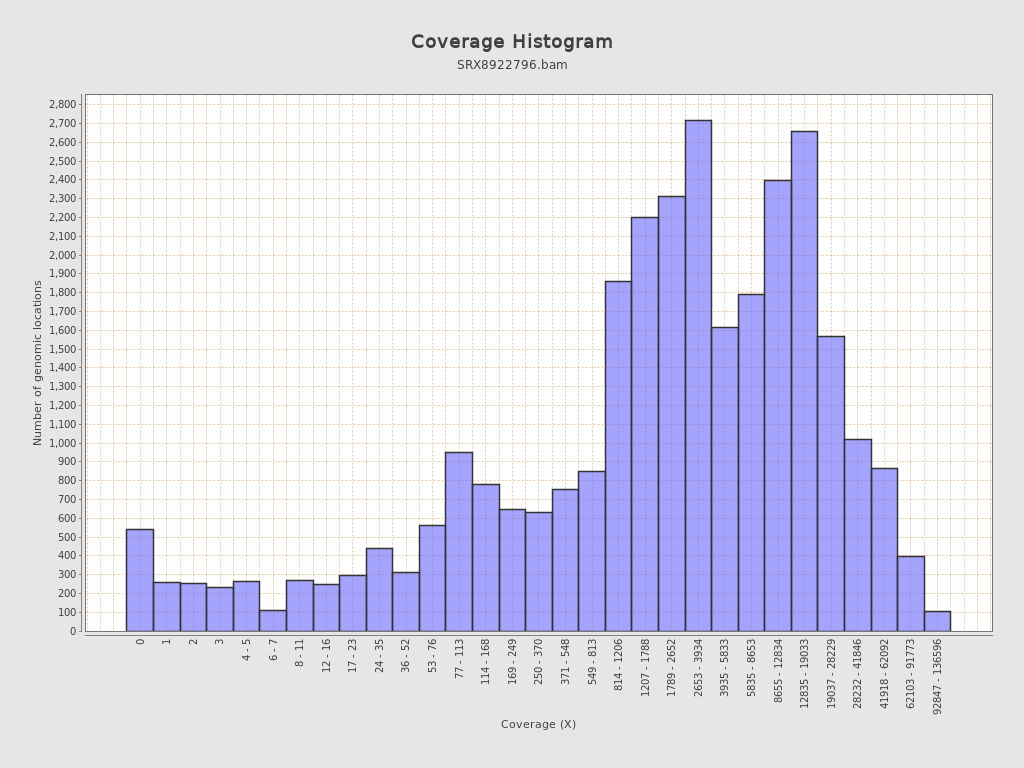 Coverage Histogram
SRX8922796.bam
Number of genomic locations
2,800
2,700
2,600
2,500
2,400
2,300
2,200
2,100
2,000
1,900
1,800
1,700
1,600
1,500
1,400
1,300
1,200
1,100
1,000
900
800
700
600
500
400
300
200
100
0
0
1
2
3
4 - 5
6 - 7
8 - 11
12 - 16
17 - 23
24 - 35
36 - 52
53 - 76
77 - 113
114 - 168
169 - 249
250 - 370
371 - 548
549 - 813
814 - 1206
1207 - 1788
1789 - 2652
2653 - 3934
3935 - 5833
5835 - 8653
8655 - 12834
12835 - 19033
19037 - 28229
28232 - 41846
41918 - 62092
62103 - 91773
92847 - 136596
Coverage (X)